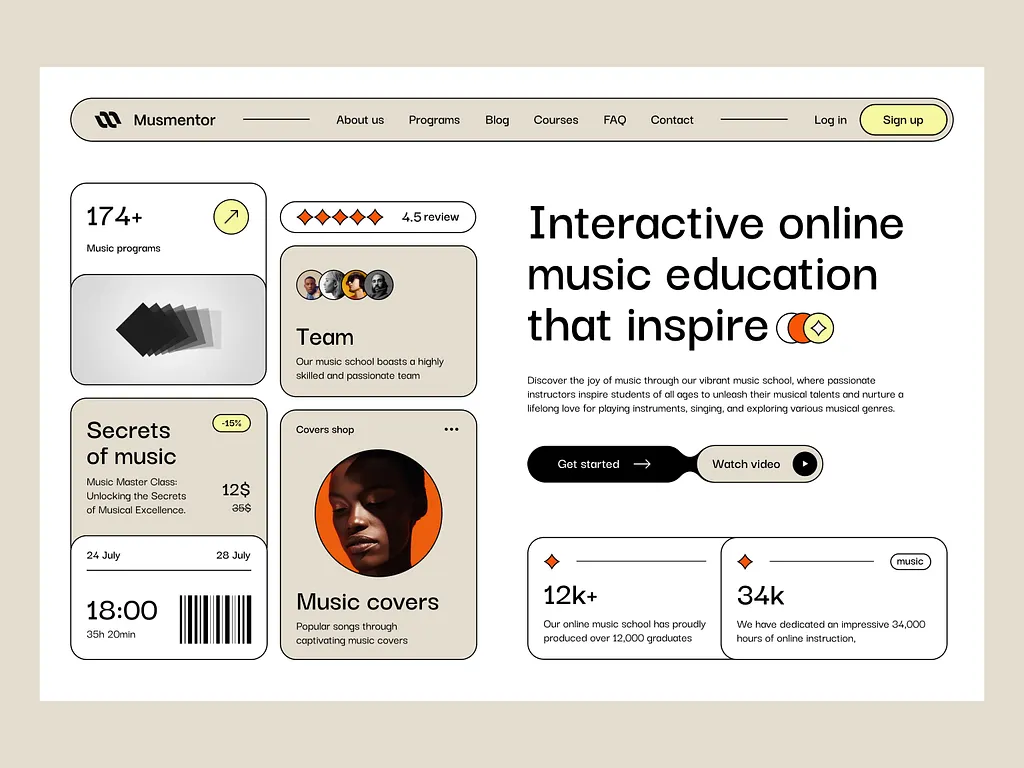 Musmentor
About us
Programs
Blog
Courses
FAQ
Contact
Log in
Sign up
174+
Music programs
4.5 review
Team
Our music school boasts a highly
skilled and passionate team
Secrets
of music
-15%
Music Master Class:
Unlocking the Secrets
of Musical Excellence.
12$
35$
24 July
28 July
18:00
35h 20min
Covers shop
Music covers
Popular songs through
captivating music covers
Interactive online
music education
that inspire
Discover the joy of music through our vibrant music school, where passionate
instructors inspire students of all ages to unleash their musical talents and nurture a
lifelong love for playing instruments, singing, and exploring various musical genres.
Get started
Watch video
12k+
Our online music school has proudly
produced over 12,000 graduates
music
34k
We have dedicated an impressive 34,000
hours of online instruction,